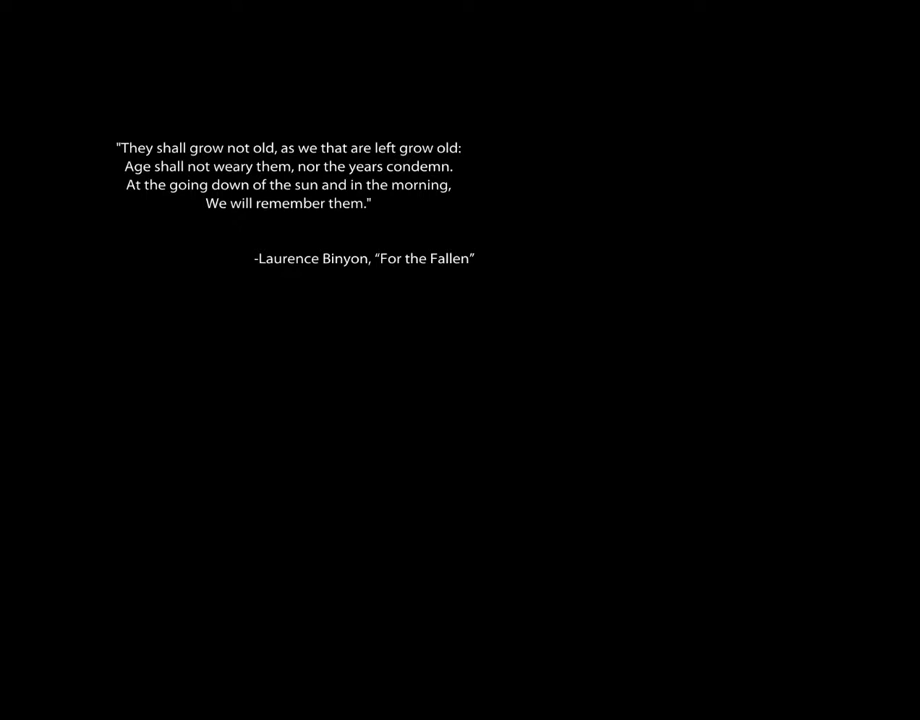 "They shall grow not old, as we that are left grow old:
Age shall not weary them, nor the years condemn.
At the going down of the sun and in the morning,
We will remember them."
-Laurence Binyon, “For the Fallen”